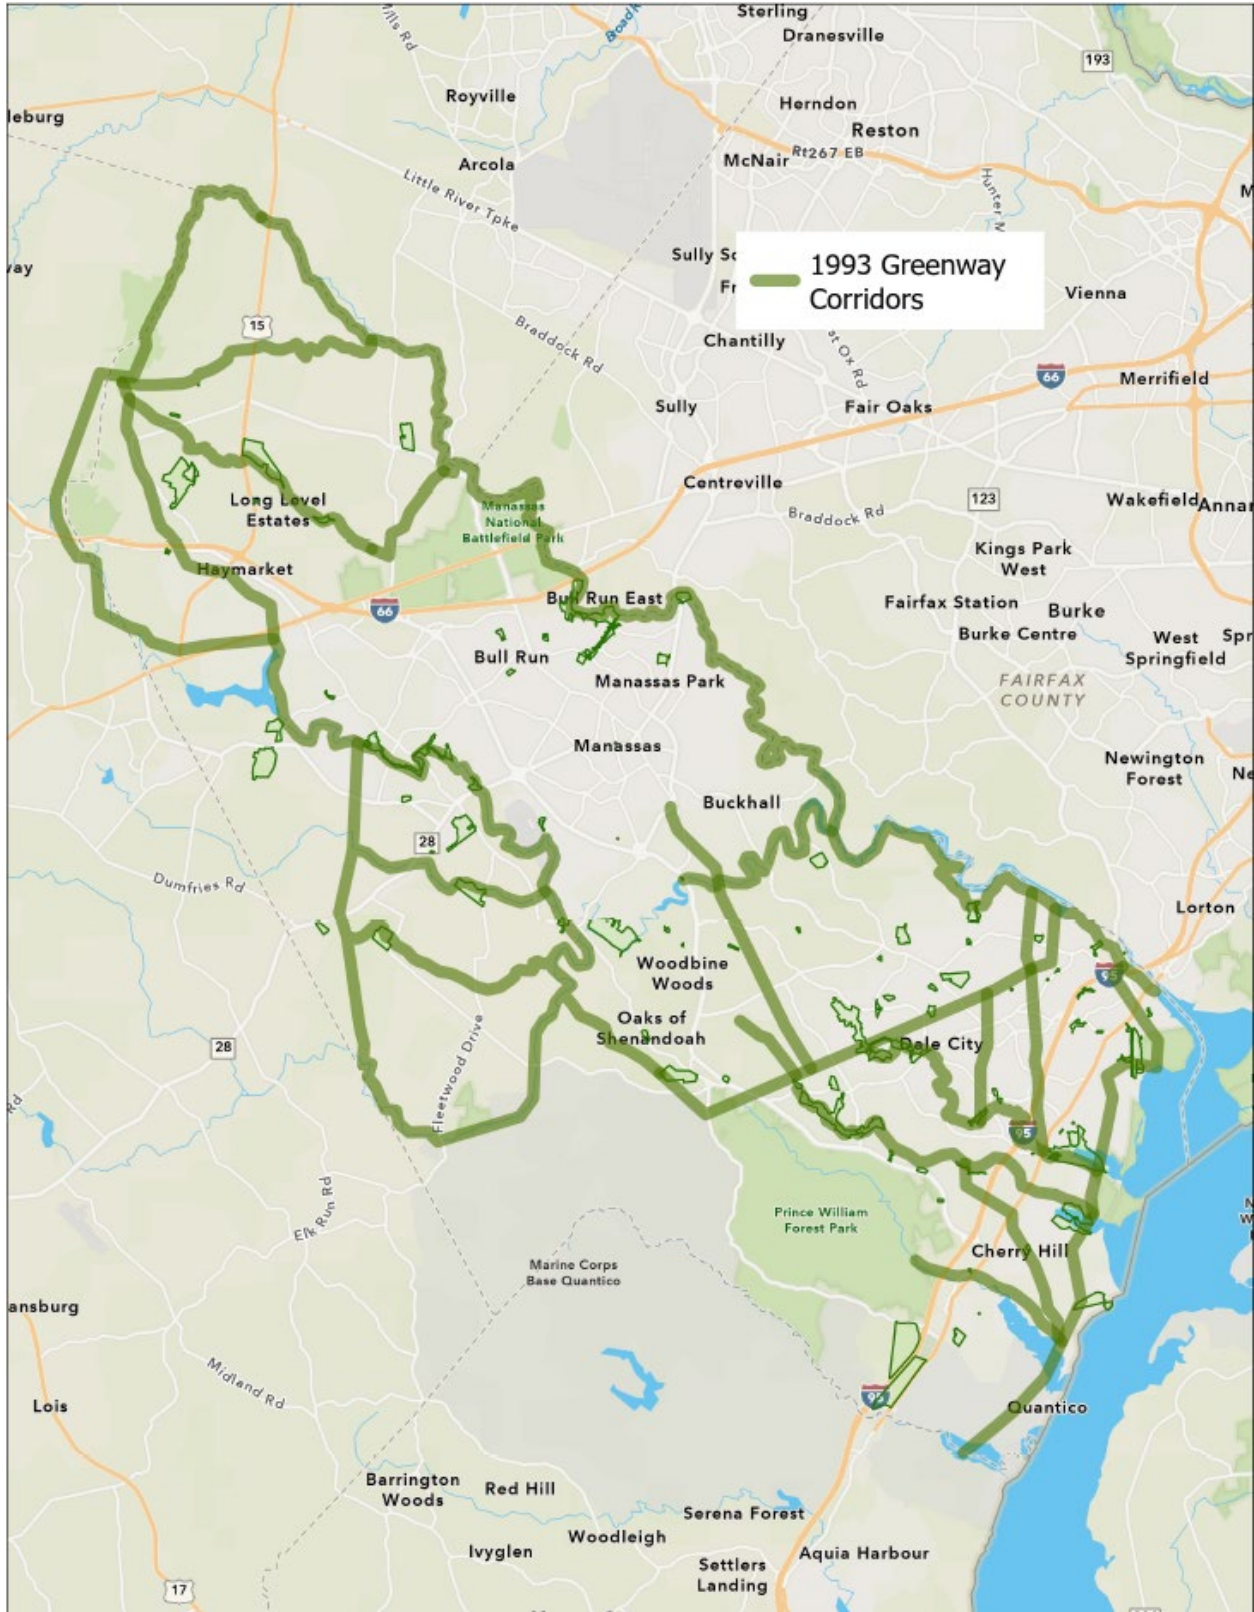 Sterling
Dranesville
193
leburg
Royville
Herndon
Reston
Arcola
McNair
Rt267 EB
Little River Tpke
Sully
1993 Greenway
Corridors
Vienna
15
Braddock Rd
Chantilly
66
Merrifield
Sully
Fair Oaks
Centreville
123
Wakefield
Long Level
Estates
Manassas
National
Battlefield Park
Braddock Rd
Kings Park
West
Haymarket
66
Bull Run East
Fairfax Station
Burke
Burke Centre
West
Springfield
Bull Run
Manassas Park
FAIRFAX
COUNTY
Manassas
Newington
Forest
Buckhall
28
Dumfries Rd
Lorton
Woodbine
Woods
95
Oaks of
Shenandoah
Dale City
28
Fleetwood Drive
95
Elk Run Rd
Prince William
Forest Park
Cherry Hill
Marine Corps
Base Quantico
ansburg
Midland Rd
Lois
95
Quantico
Barrington
Woods
Red Hill
Serena Forest
Woodleigh
Ivyglen
Aquia Harbour
Settlers
Landing
17